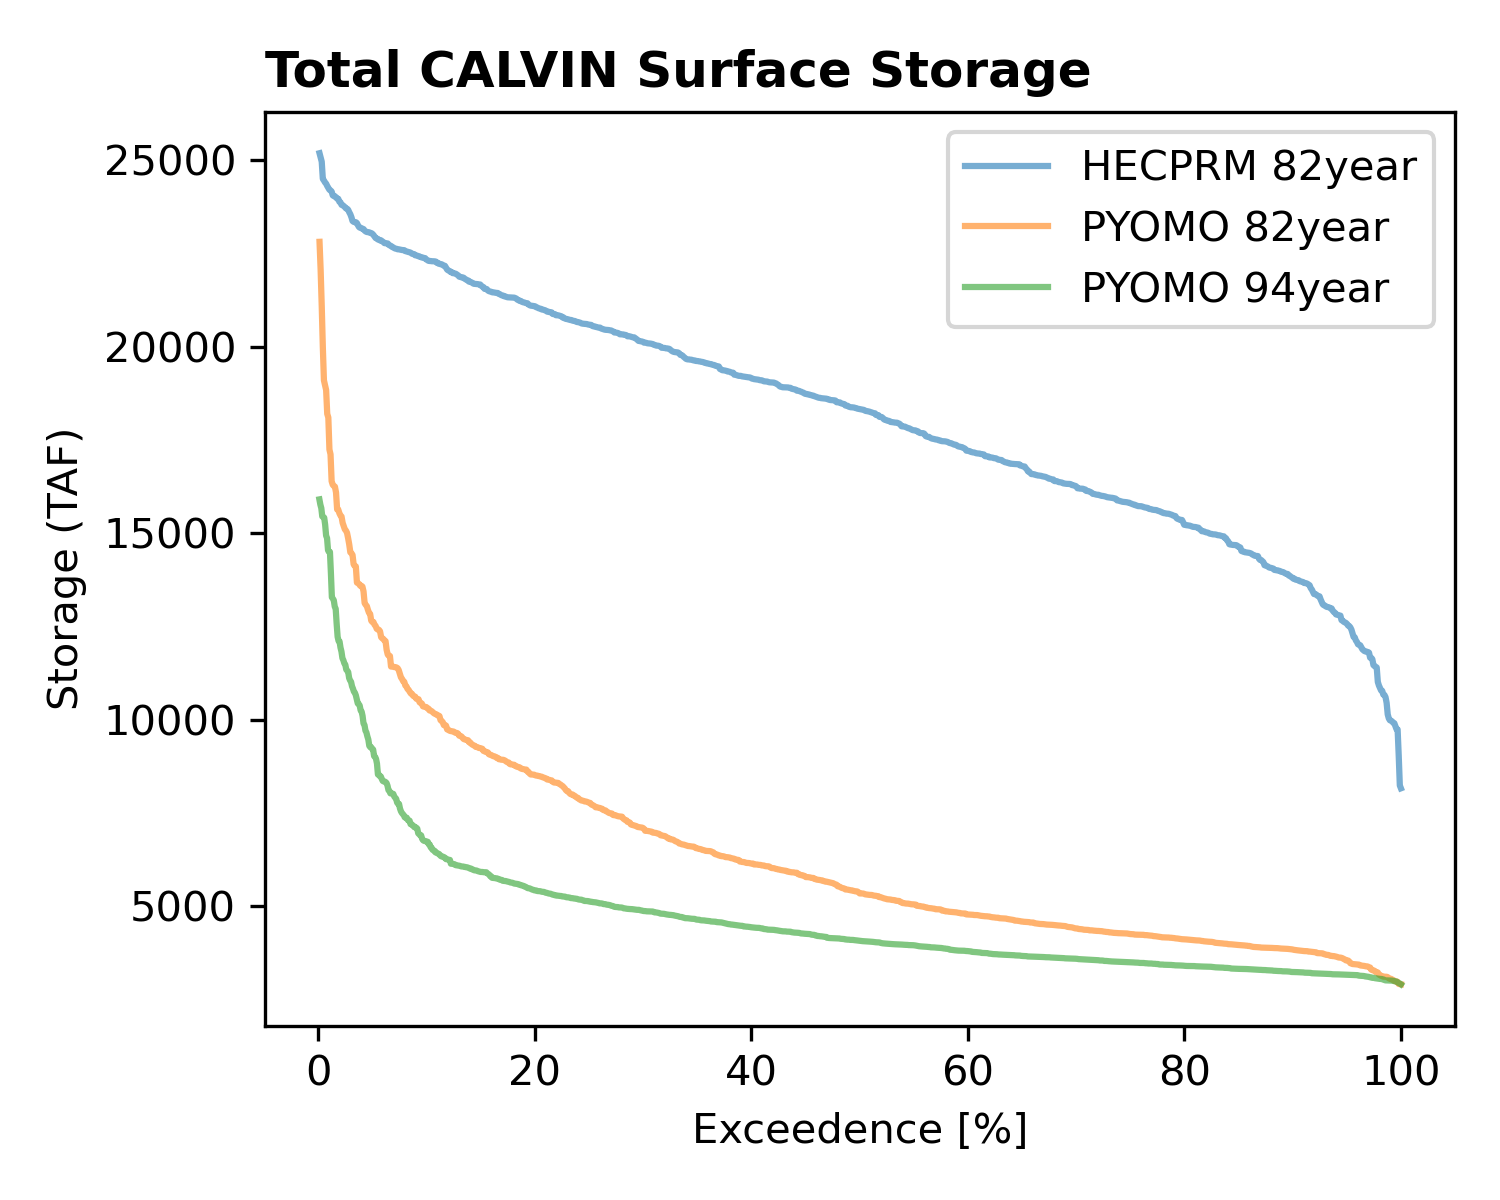 Total CALVIN Surface Storage
HECPRM 82year
PYOMO 82year
PYOMO 94year
Storage (TAF)
25000
20000
15000
10000
5000
0 20 40 60 80 100
Exceedence [%]